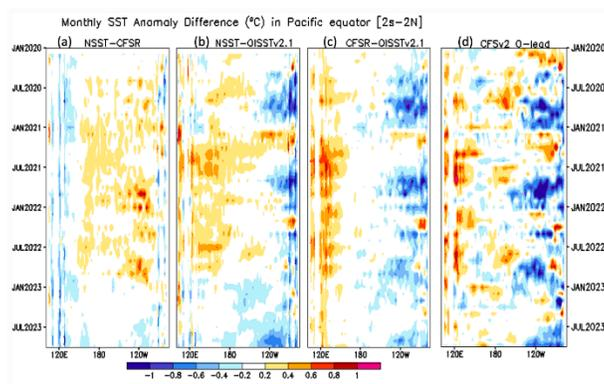 Monthly SST Anomaly Difference (°C) in Pacific equator [2s-2N]
(a) NSST-CFSR
(b) NSST-OISSTv2.1
(c) CFSR-OISSTv2.1
(d) CFSv2 0-lead
JAN2020
JUL2020
JAN2021
JUL2021
JAN2022
JUL2022
JAN2023
JUL2023
JAN2020
JUL2020
JAN2021
JUL2021
JAN2022
JUL2022
JAN2023
JUL2023
120E 180 120W 120E 180 120W 120E 180 120W 120E 180 120W
-1 -0.8 -0.6 -0.4 -0.2 0.2 0.4 0.6 0.8 1